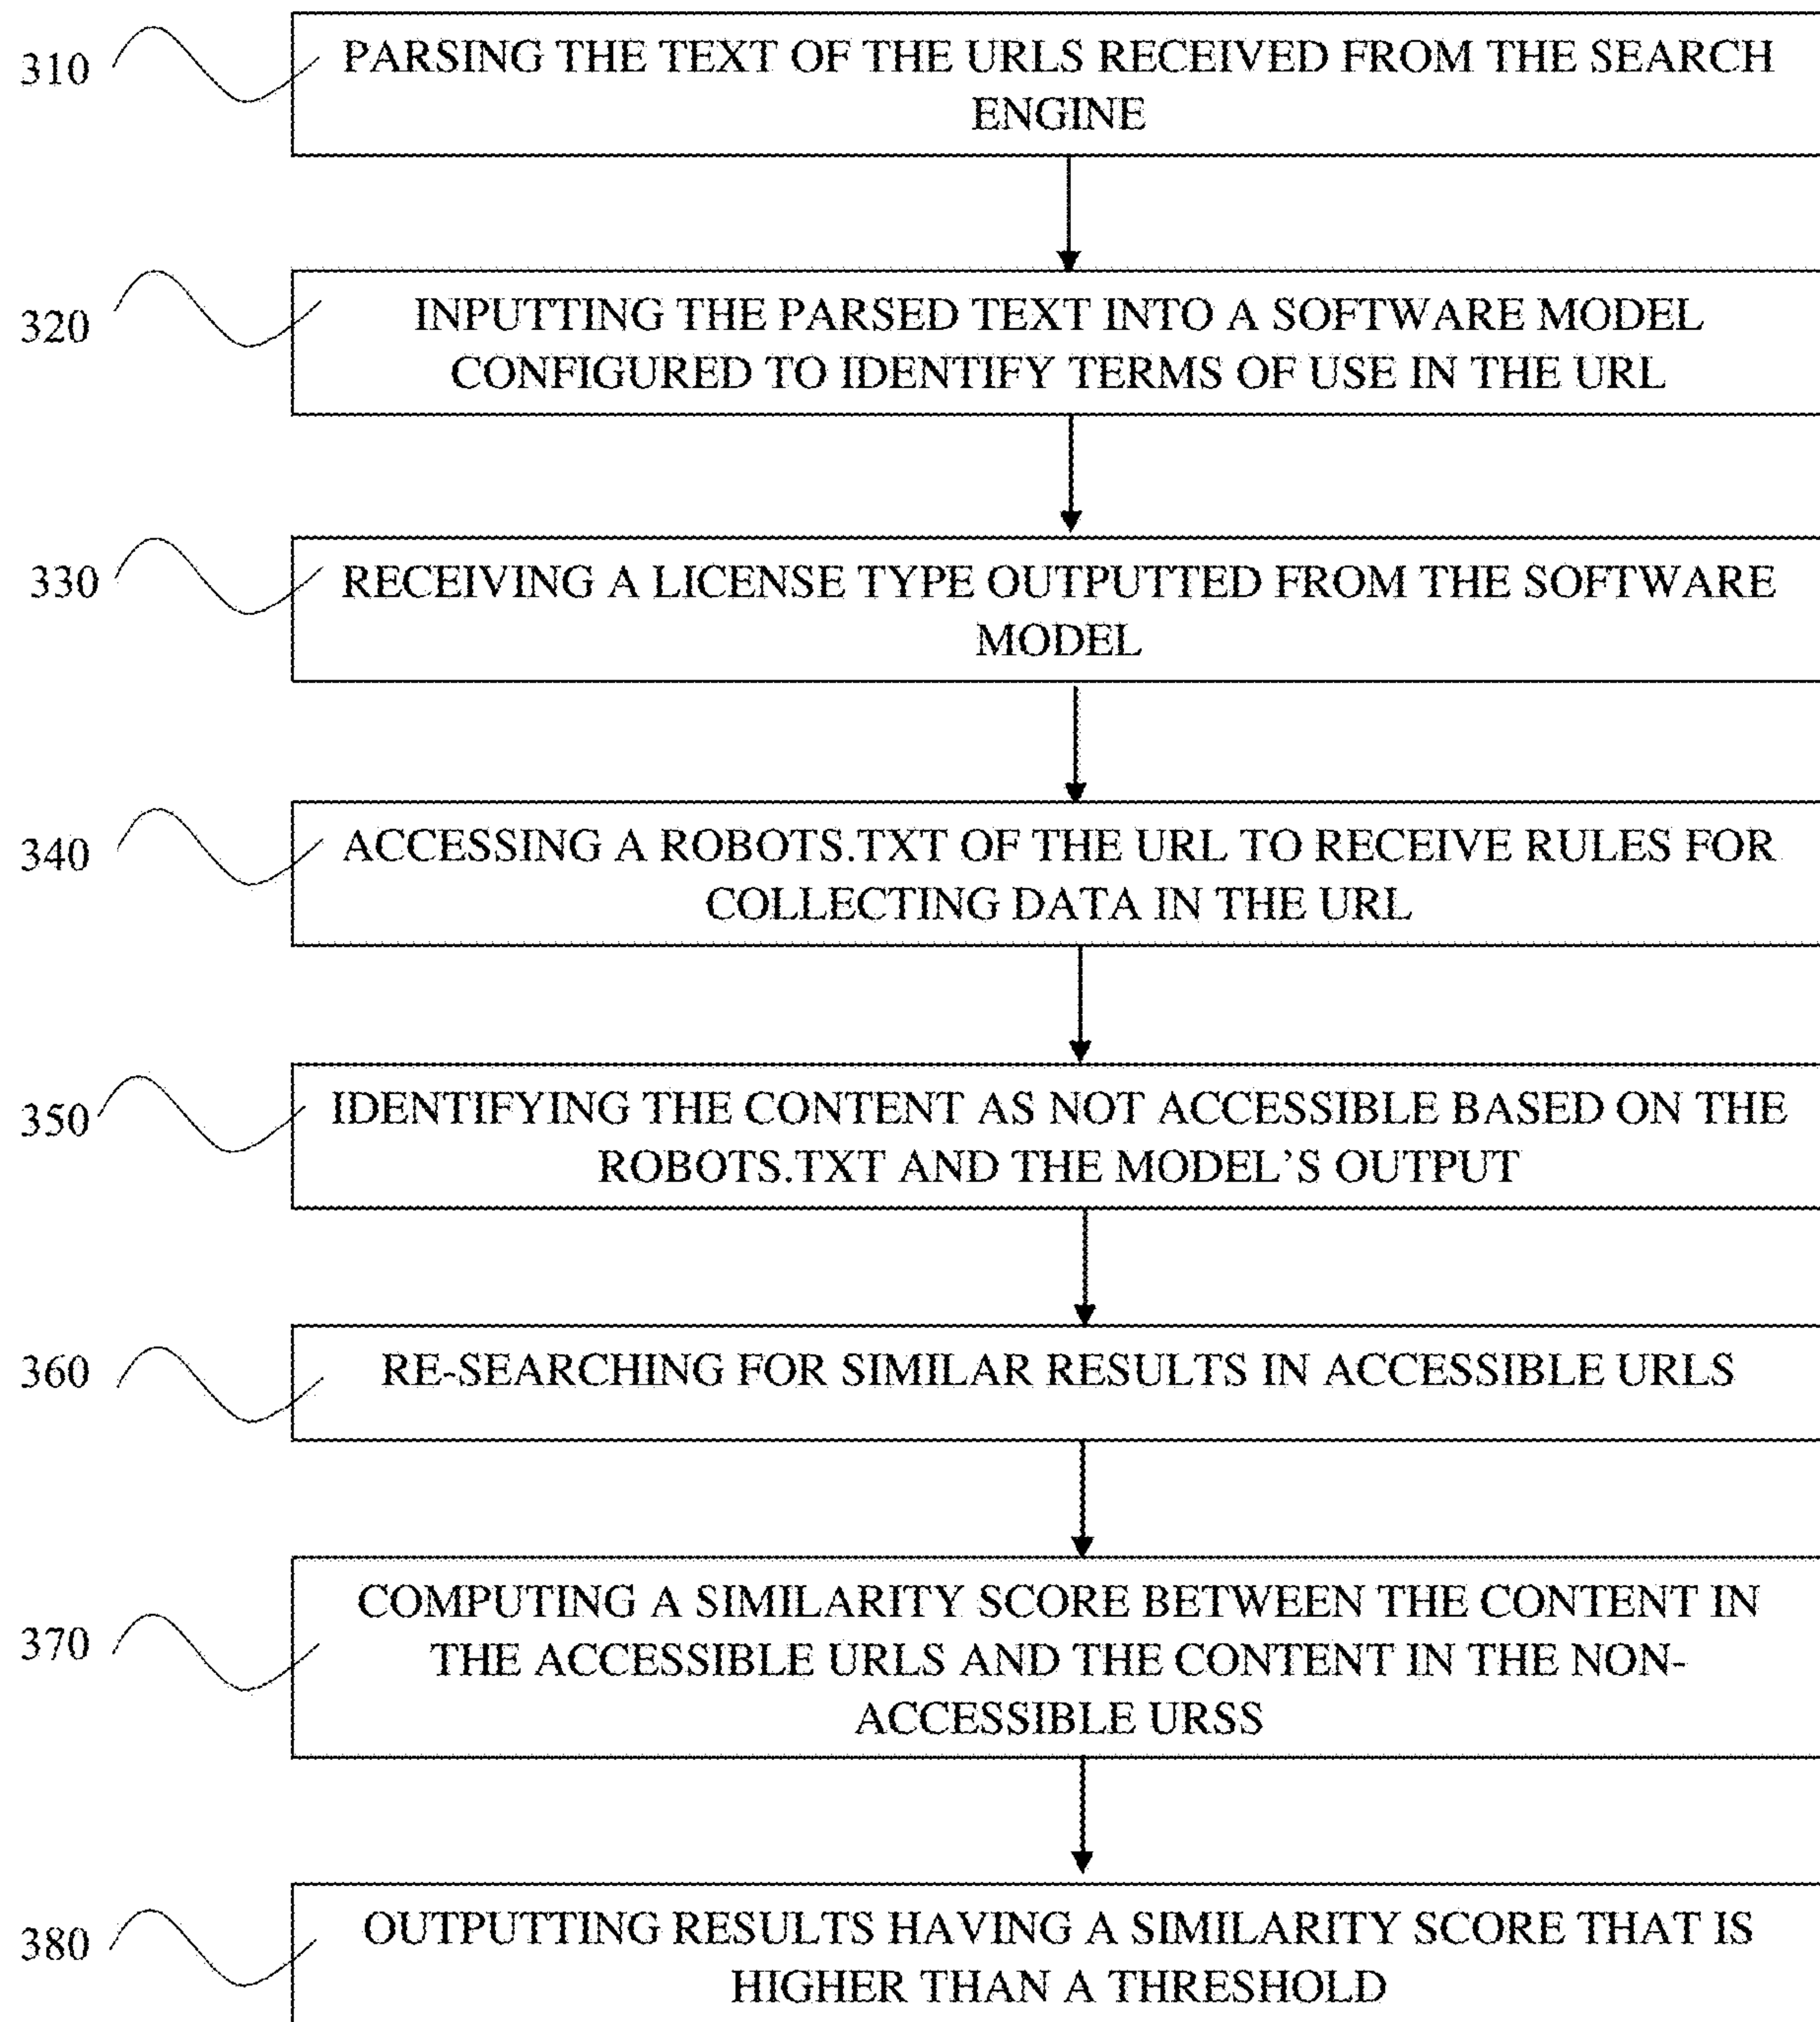 310
PARSING THE TEXT OF THE URLS RECEIVED FROM THE SEARCH
ENGINE
320
INPUTTING THE PARSED TEXT INTO A SOFTWARE MODEL
CONFIGURED TO IDENTIFY TERMS OF USE IN THE URL
330
RECEIVING A LICENSE TYPE OUTPUTTED FROM THE SOFTWARE
MODEL
340
ACCESSING A ROBOTS.TXT OF THE URL TO RECEIVE RULES FOR
COLLECTING DATA IN THE URL
350
IDENTIFYING THE CONTENT AS NOT ACCESSIBLE BASED ON THE
ROBOTS.TXT AND THE MODEL'S OUTPUT
360
RE-SEARCHING FOR SIMILAR RESULTS IN ACCESSIBLE URLS
370
COMPUTING A SIMILARITY SCORE BETWEEN THE CONTENT IN
THE ACCESSIBLE URLS AND THE CONTENT IN THE NON-
ACCESSIBLE URSS
380
OUTPUTTING RESULTS HAVING A SIMILARITY SCORE THAT IS
HIGHER THAN A THRESHOLD